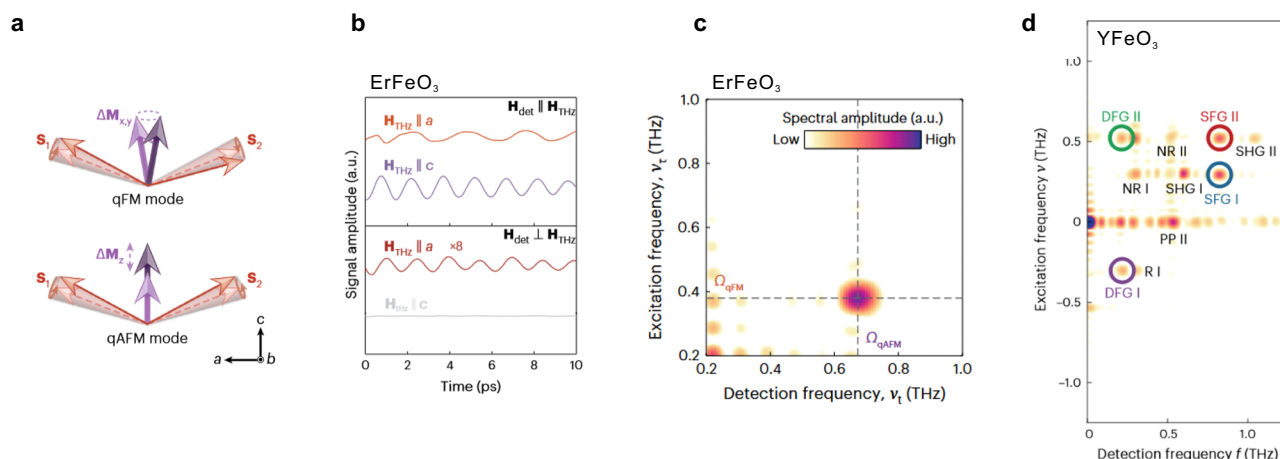 a
ΔM_x,y
S_1
S_2
qFM mode
ΔM_z
S_1
S_2
qAFM mode
c
a
b
b
ErFeO_3
H_det ∥ H_THz
H_THz ∥ a
H_THz ∥ c
H_det ⊥ H_THz
H_THz ∥ a ×8
H_THz ∥ c
Signal amplitude (a.u.)
0 2 4 6 8 10
Time (ps)
c
ErFeO_3
Spectral amplitude (a.u.)
Low High
Ω_qFM
Ω_qAFM
1.0
0.8
0.6
0.4
0.2
Excitation frequency, ν_t (THz)
0.2 0.4 0.6 0.8 1.0
Detection frequency, ν_t (THz)
d
YFeO_3
1.0
DFG II SFG II
0.5
NR II SHG II
NR I SHG I SFG I
0
PP II
R I
DFG I
−0.5
−1.0
Excitation frequency ν (THz)
0 0.5 1.0
Detection frequency f (THz)